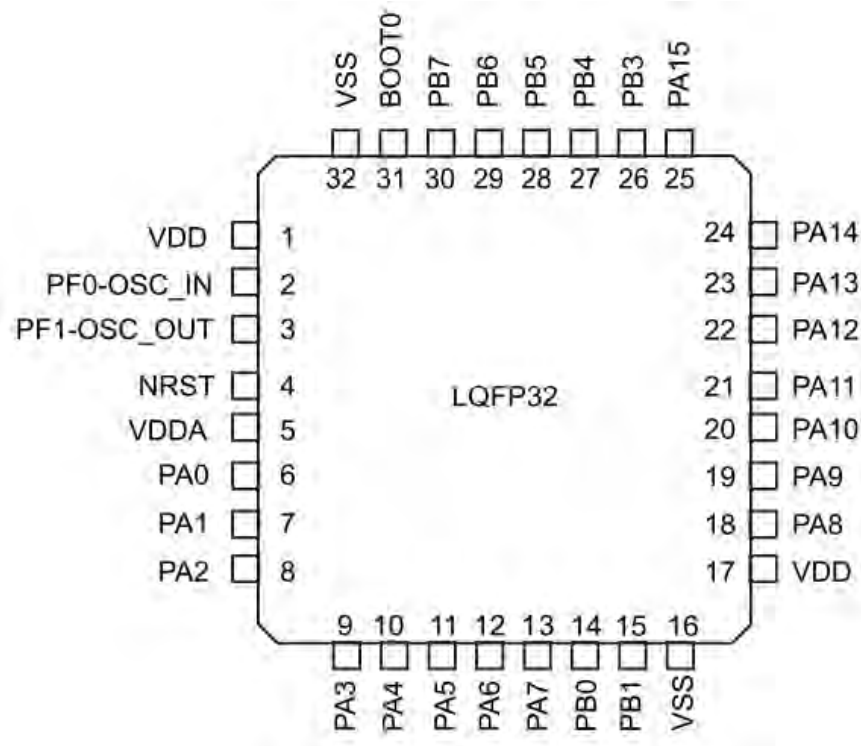 VSS BOOT0 PB7 PB6 PB5 PB4 PB3 PA15
32 31 30 29 28 27 26 25
VDD 1 24 PA14
PF0-OSC_IN 2 23 PA13
PF1-OSC_OUT 3 22 PA12
NRST 4 LQFP32 21 PA11
VDDA 5 20 PA10
PA0 6 19 PA9
PA1 7 18 PA8
PA2 8 17 VDD
9 10 11 12 13 14 15 16
PA3 PA4 PA5 PA6 PA7 PB0 PB1 VSS